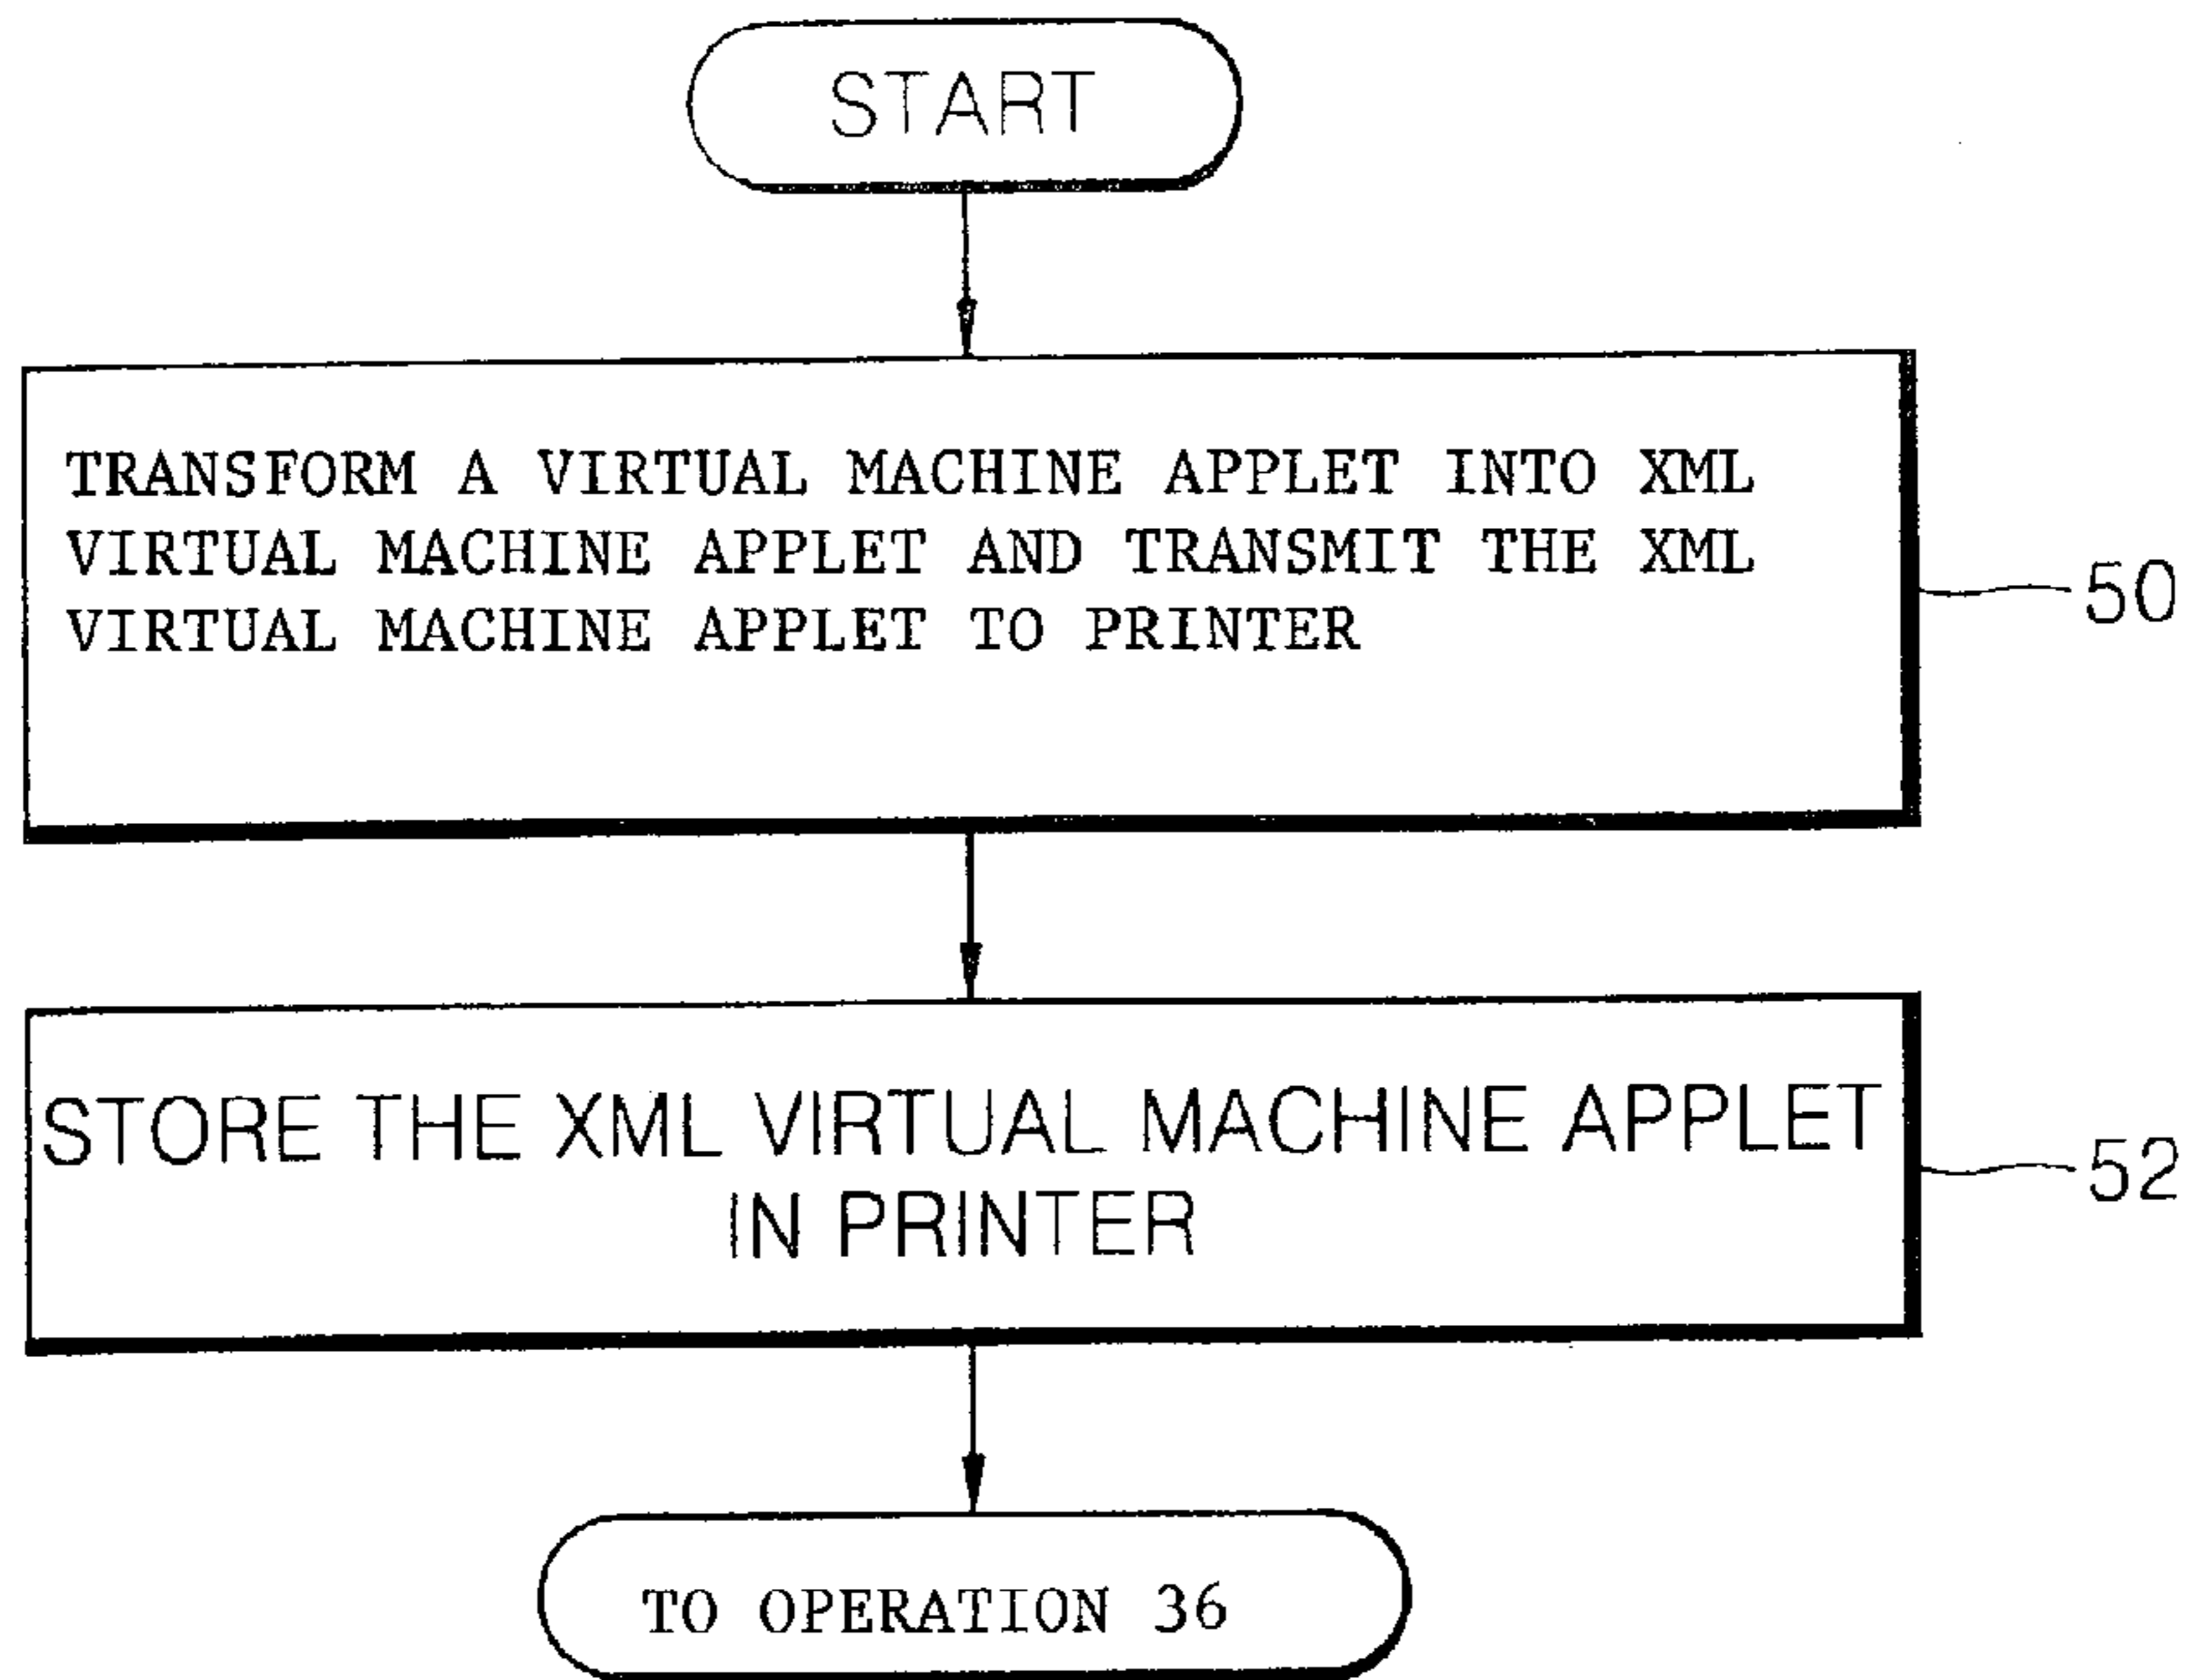 START
TRANSFORM A VIRTUAL MACHINE APPLET INTO XML
VIRTUAL MACHINE APPLET AND TRANSMIT THE XML
VIRTUAL MACHINE APPLET TO PRINTER
50
STORE THE XML VIRTUAL MACHINE APPLET
IN PRINTER
52
TO OPERATION 36